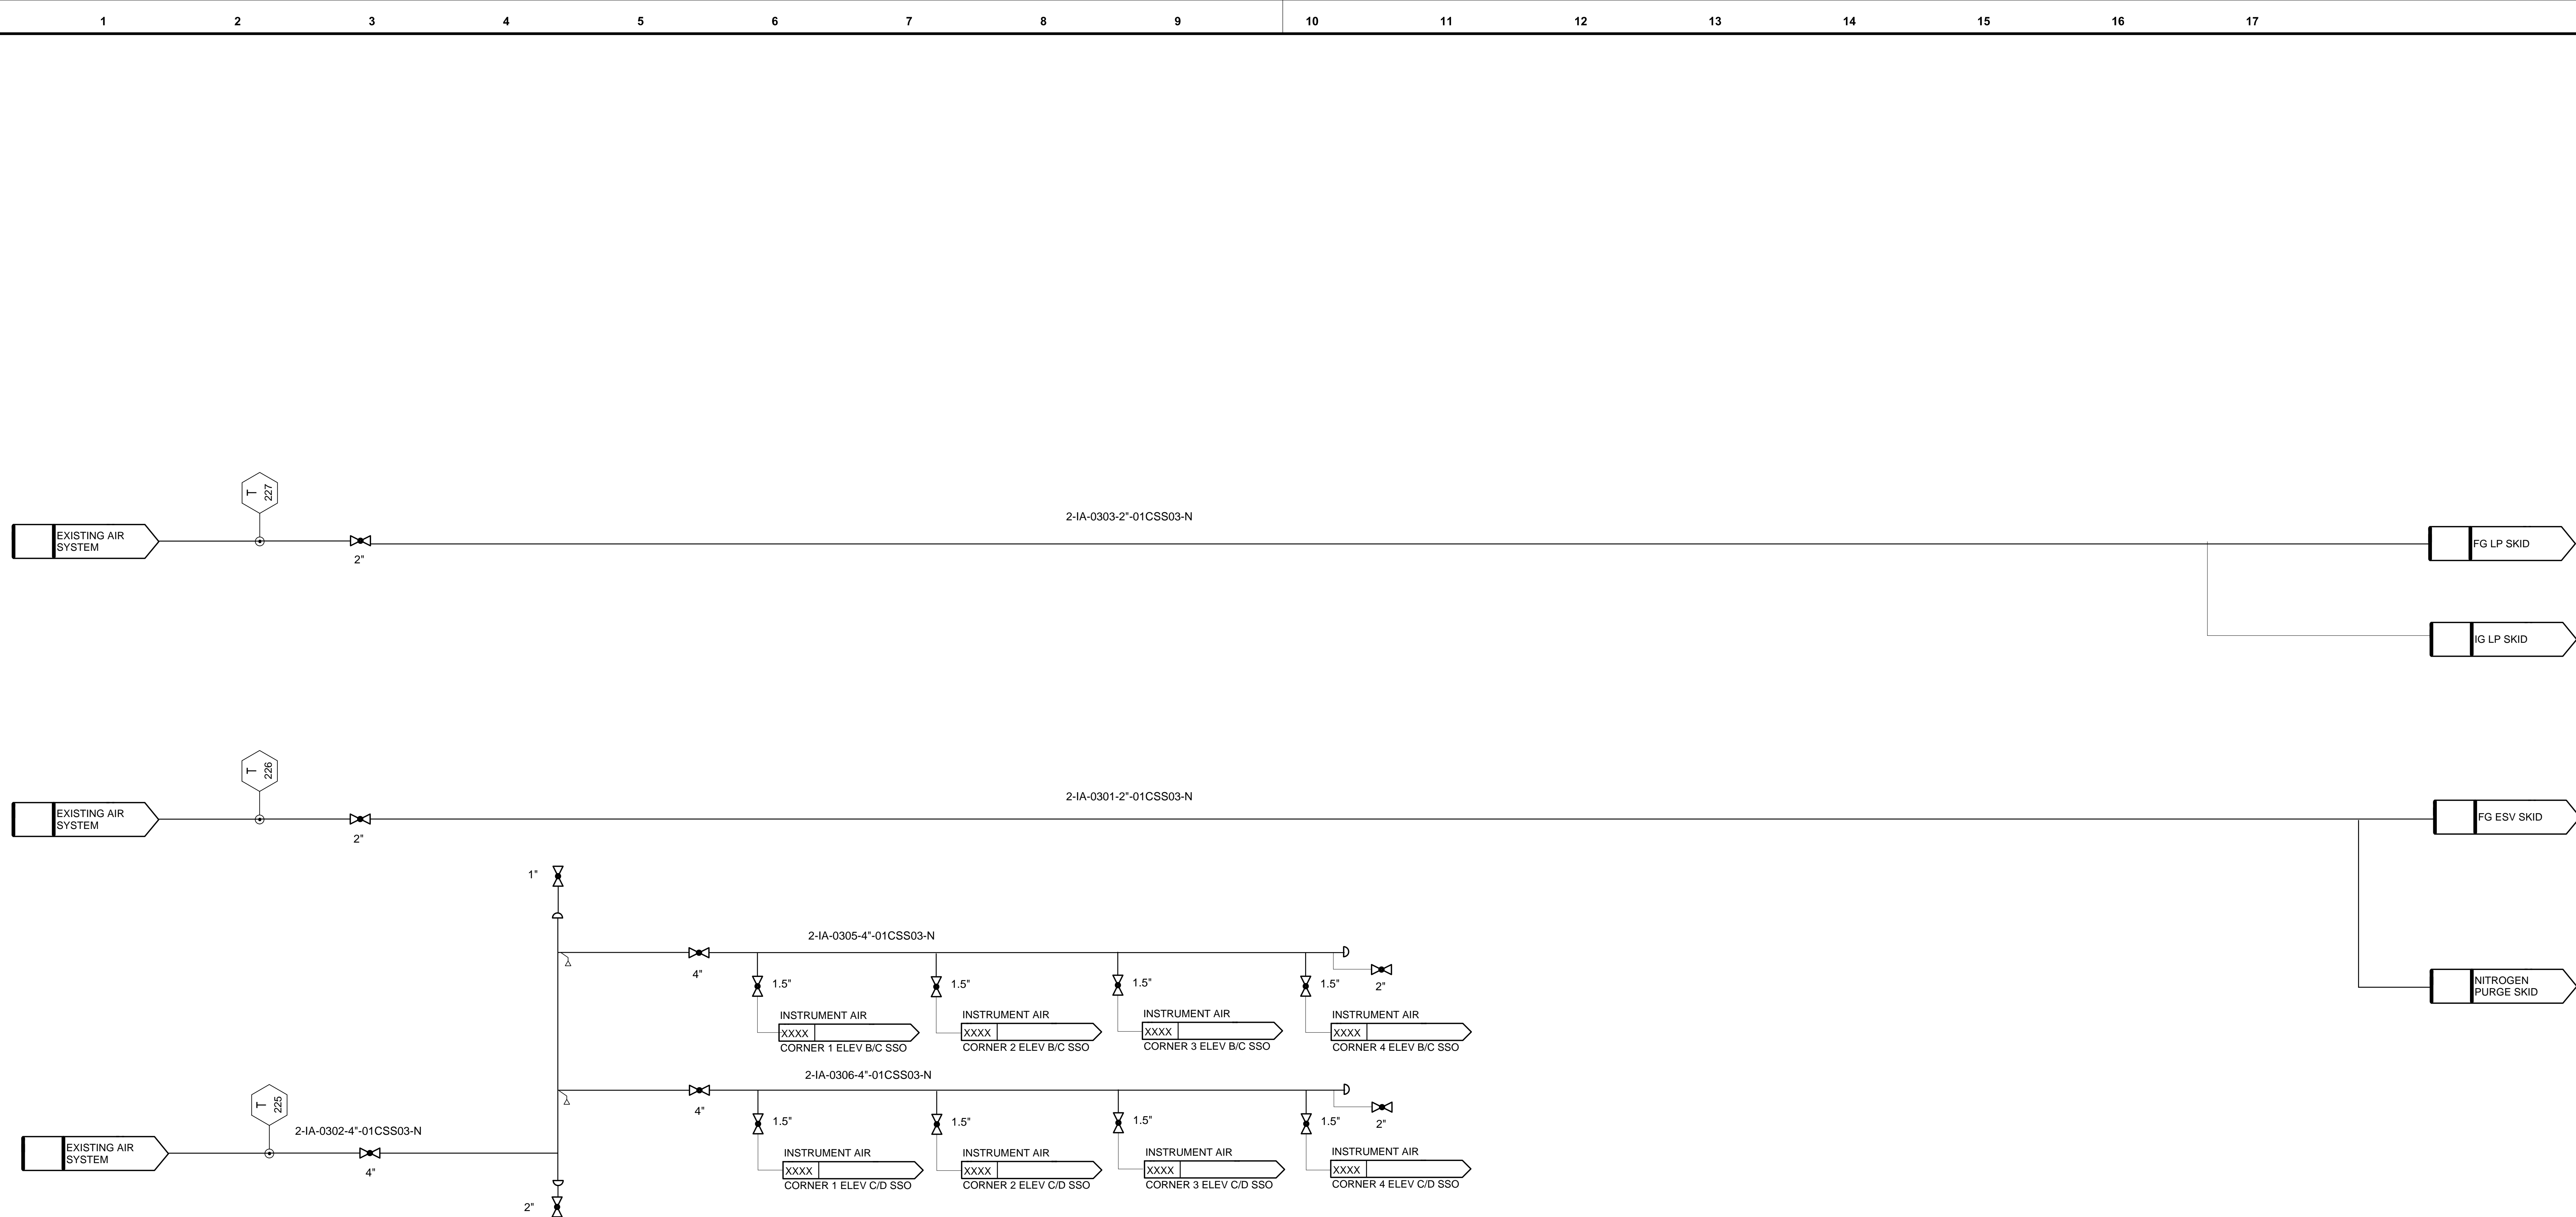 1 2 3 4 5 6 7 8 9 10 11 12 13 14 15 16 17
T
227
2-IA-0303-2"-01CSS03-N
EXISTING AIR
SYSTEM
2"
FG LP SKID
IG LP SKID
T
226
2-IA-0301-2"-01CSS03-N
EXISTING AIR
SYSTEM
2"
FG ESV SKID
1"
2-IA-0305-4"-01CSS03-N
4"
1.5"
1.5"
1.5"
1.5"
2"
NITROGEN
PURGE SKID
INSTRUMENT AIR
XXXX
CORNER 1 ELEV B/C SSO
INSTRUMENT AIR
XXXX
CORNER 2 ELEV B/C SSO
INSTRUMENT AIR
XXXX
CORNER 3 ELEV B/C SSO
INSTRUMENT AIR
XXXX
CORNER 4 ELEV B/C SSO
2-IA-0306-4"-01CSS03-N
4"
1.5"
1.5"
1.5"
1.5"
2"
T
225
2-IA-0302-4"-01CSS03-N
EXISTING AIR
SYSTEM
4"
INSTRUMENT AIR
XXXX
CORNER 1 ELEV C/D SSO
INSTRUMENT AIR
XXXX
CORNER 2 ELEV C/D SSO
INSTRUMENT AIR
XXXX
CORNER 3 ELEV C/D SSO
INSTRUMENT AIR
XXXX
CORNER 4 ELEV C/D SSO
2"